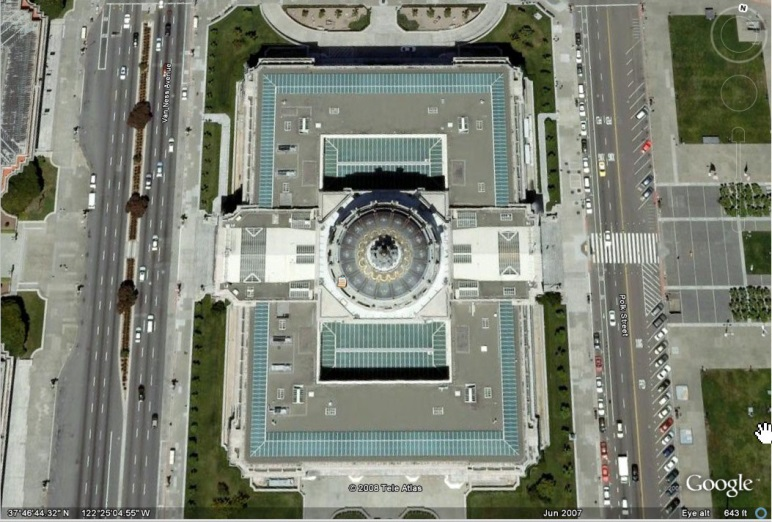 N
Van Ness Avenue
Polk Street
© 2008 Tele Atlas
Google™
37°46'44.32" N 122°25'04.55" W
Jun 2007
Eye alt 643 ft